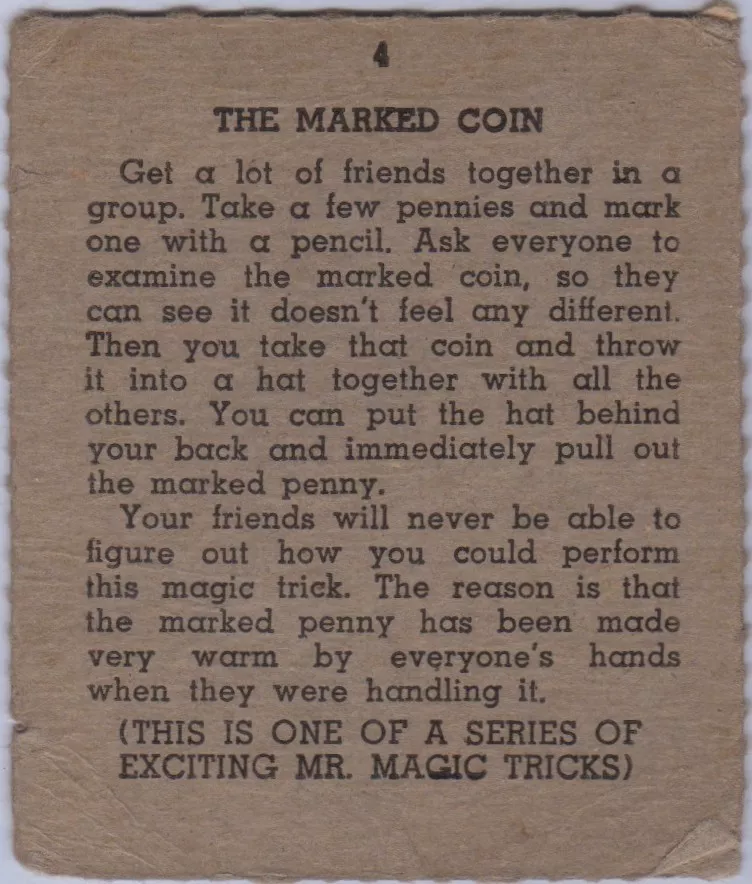 4
THE MARKED COIN
Get a lot of friends together in a
group. Take a few pennies and mark
one with a pencil. Ask everyone to
examine the marked coin, so they
can see it doesn't feel any different.
Then you take that coin and throw
it into a hat together with all the
others. You can put the hat behind
your back and immediately pull out
the marked penny.
Your friends will never be able to
figure out how you could perform
this magic trick. The reason is that
the marked penny has been made
very warm by everyone's hands
when they were handling it.
(THIS IS ONE OF A SERIES OF
EXCITING MR. MAGIC TRICKS)